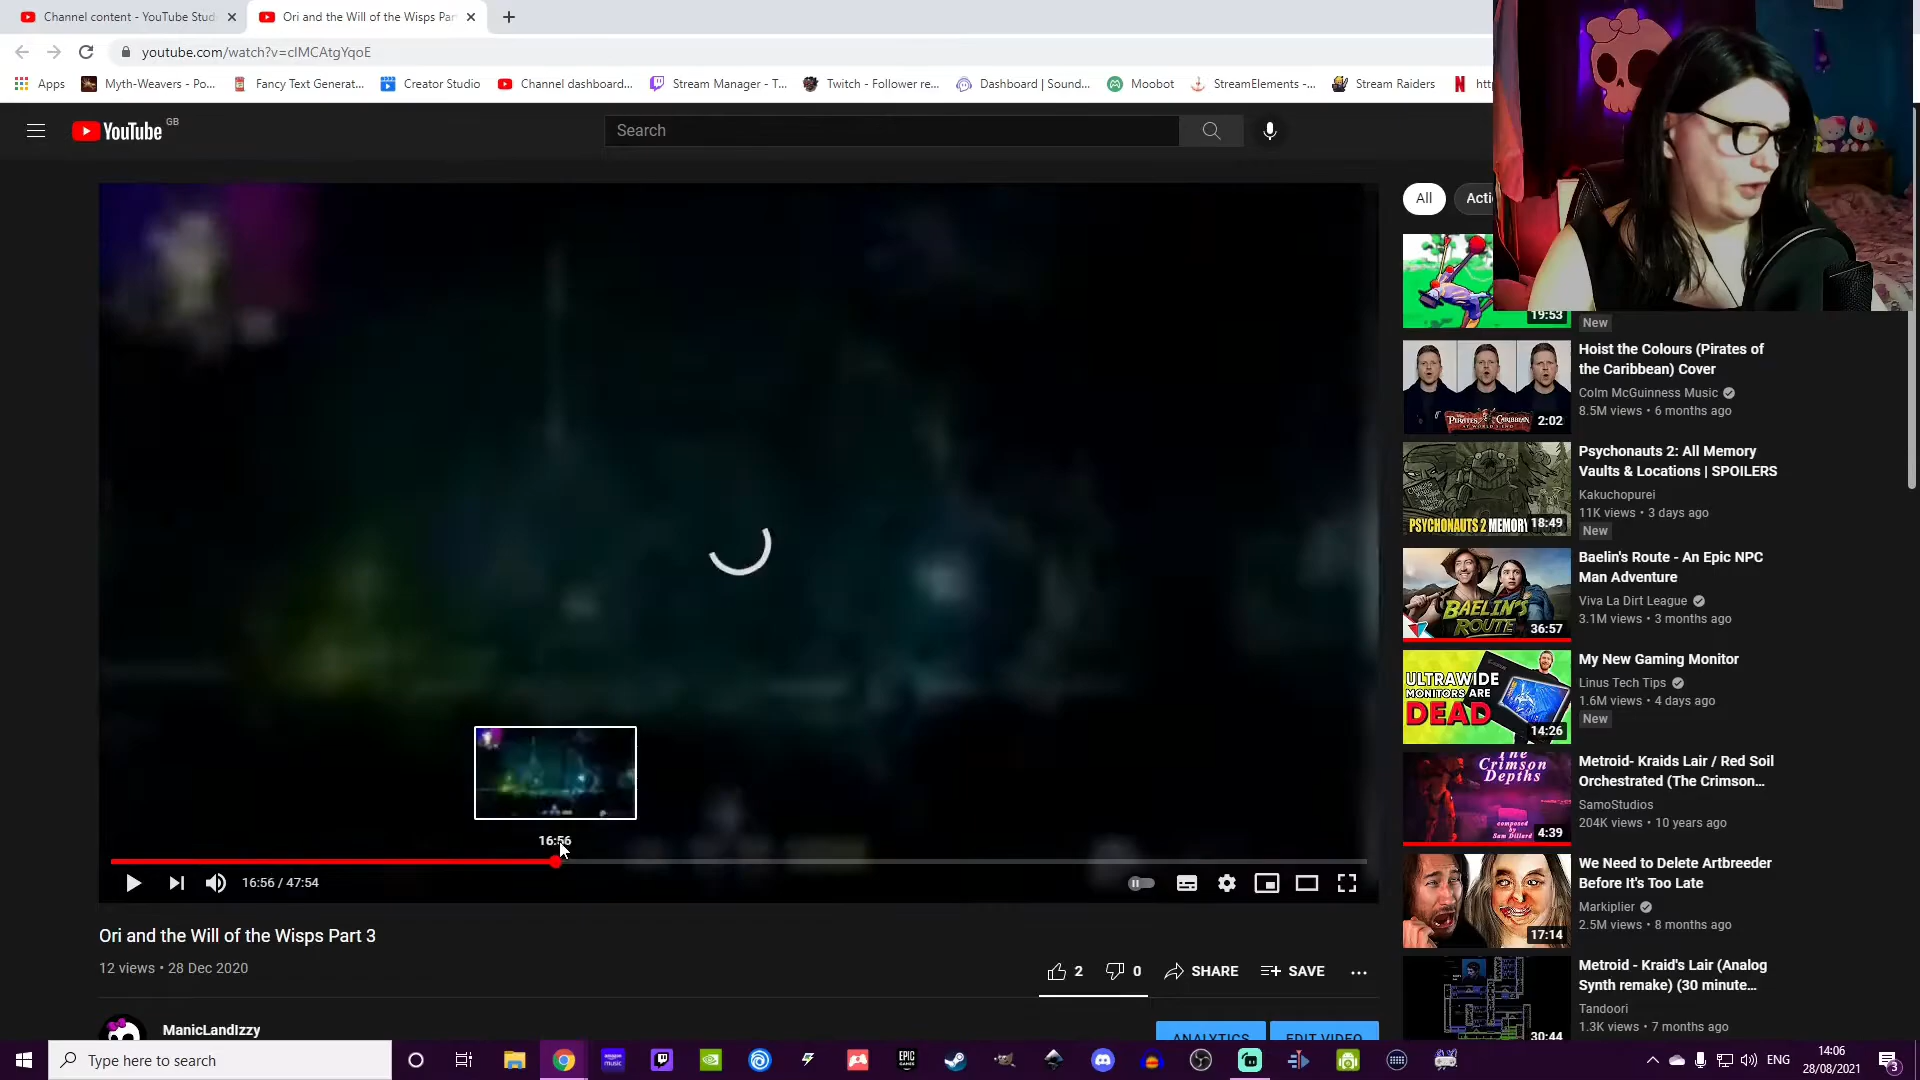 Channel content - YouTube Stud
Ori and the Will of the Wisps Par
youtube.com/watch?v=clMCAtgYqoE
Apps
Myth-Weavers - Po...
Fancy Text Generat...
Creator Studio
Channel dashboard...
Stream Manager - T...
Twitch - Follower re...
Dashboard | Sound...
Moobot
StreamElements -...
Stream Raiders
YouTube GB
Search
All
Acti
19:53
New
Hoist the Colours (Pirates of
the Caribbean) Cover
Colm McGuinness Music
8.5M views • 6 months ago
2:02
Psychonauts 2: All Memory
Vaults & Locations | SPOILERS
Kakuchopurei
11K views • 3 days ago
New
PSYCHONAUTS 2 MEMORY
18:49
Baelin's Route - An Epic NPC
Man Adventure
Viva La Dirt League
3.1M views • 3 months ago
BAELIN'S
ROUTE
36:57
My New Gaming Monitor
Linus Tech Tips
1.6M views • 4 days ago
New
ULTRAWIDE
MONITORS ARE
DEAD
14:26
Metroid- Kraids Lair / Red Soil
Orchestrated (The Crimson...
SamoStudios
204K views • 10 years ago
The
Crimson
Depths
4:39
We Need to Delete Artbreeder
Before It's Too Late
Markiplier
2.5M views • 8 months ago
17:14
Metroid - Kraid's Lair (Analog
Synth remake) (30 minute...
Tandoori
1.3K views • 7 months ago
30:44
16:56
16:56 / 47:54
Ori and the Will of the Wisps Part 3
12 views • 28 Dec 2020
2
0
SHARE
SAVE
ManicLandIzzy
ANALYTICS
EDIT VIDEO
Type here to search
ENG
14:06
28/08/2021
3